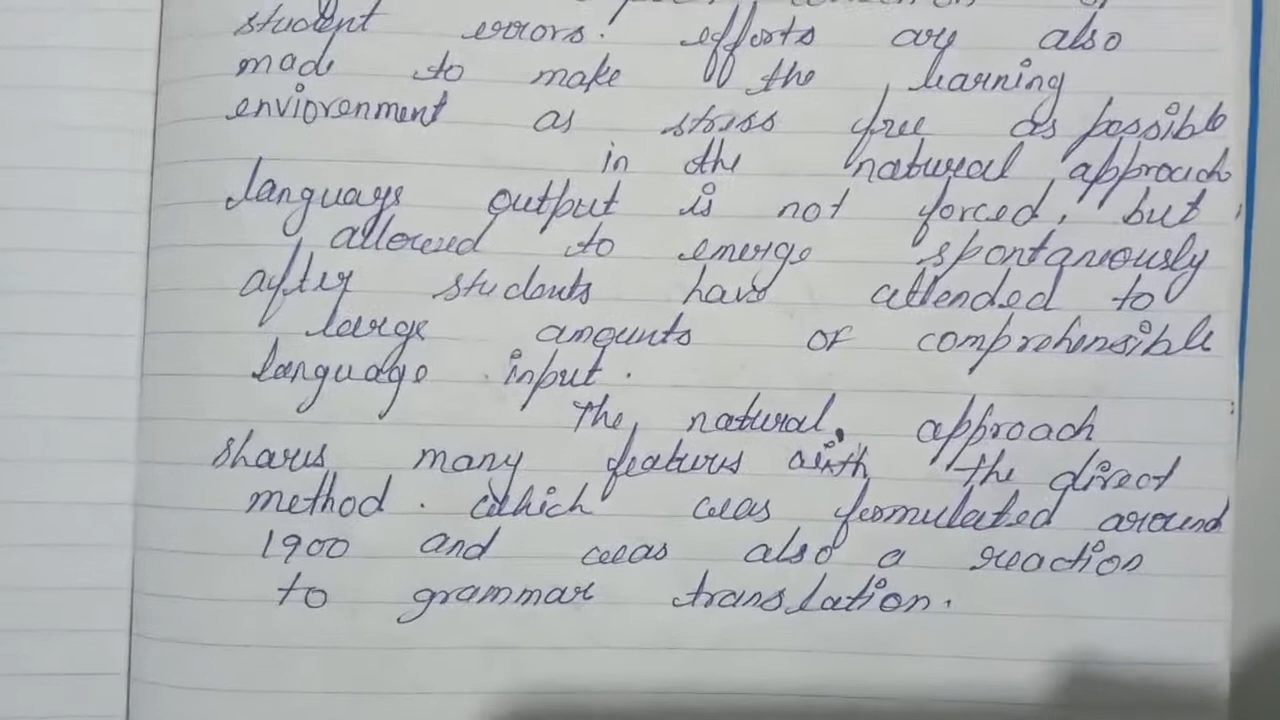 student errors. efforts are also
made to make the learning
enviorenment as stress free as possible
in the natural approach
language output is not forced, but
allowed to emerge spontaneously
after students have attended to
large amounts of comprehensible
language input.
The natural approach
shares many features with the direct
method. which was formulated around
1900 and was also a reaction
to grammar translation.